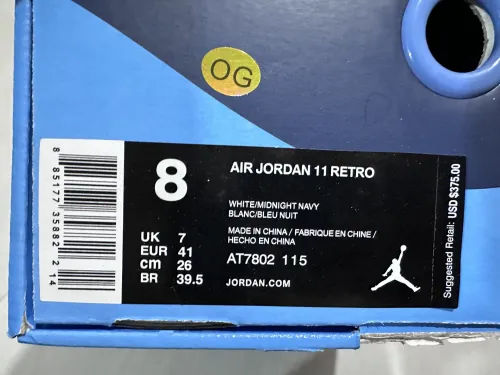 OG
8
AIR JORDAN 11 RETRO
WHITE/MIDNIGHT NAVY
BLANC/BLEU NUIT
MADE IN CHINA / FABRIQUE EN CHINE /
HECHO EN CHINA
AT7802 115
JORDAN.COM
UK 7
EUR 41
cm 26
BR 39.5
Suggested Retail: USD $375.00
8 85177 35882 2 14